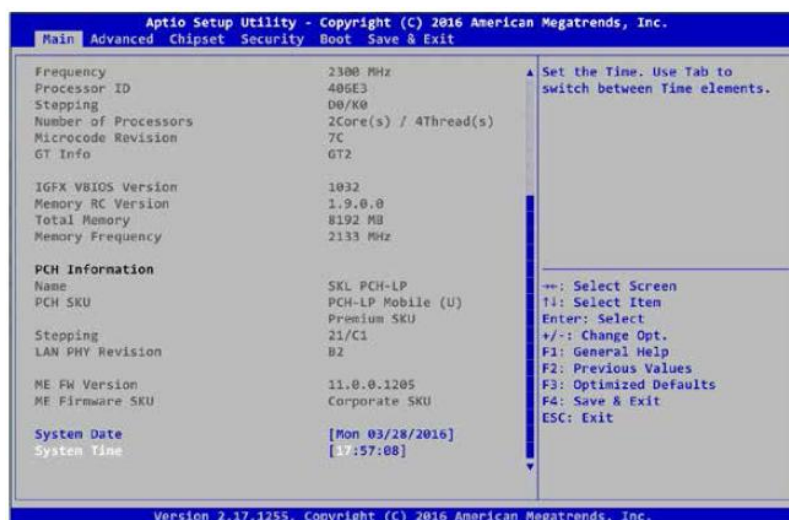 Aptio Setup Utility - Copyright (C) 2016 American Megatrends, Inc.
Main Advanced Chipset Security Boot Save & Exit
Frequency 2300 MHz
Processor ID 406E3
Stepping D0/K0
Number of Processors 2Core(s) / 4Thread(s)
Microcode Revision 7C
GT Info GT2
IGFX VBIOS Version 1032
Memory RC Version 1.9.0.0
Total Memory 8192 MB
Memory Frequency 2133 MHz
PCH Information
Name SKL PCH-LP
PCH SKU PCH-LP Mobile (U)
Premium SKU
Stepping 21/C1
LAN PHY Revision B2
ME FW Version 11.0.0.1205
ME Firmware SKU Corporate SKU
System Date [Mon 03/28/2016]
System Time [17:57:08]
Set the Time. Use Tab to
switch between Time elements.
→←: Select Screen
↑↓: Select Item
Enter: Select
+/-: Change Opt.
F1: General Help
F2: Previous Values
F3: Optimized Defaults
F4: Save & Exit
ESC: Exit
Version 2.17.1255. Copyright (C) 2016 American Megatrends, Inc.